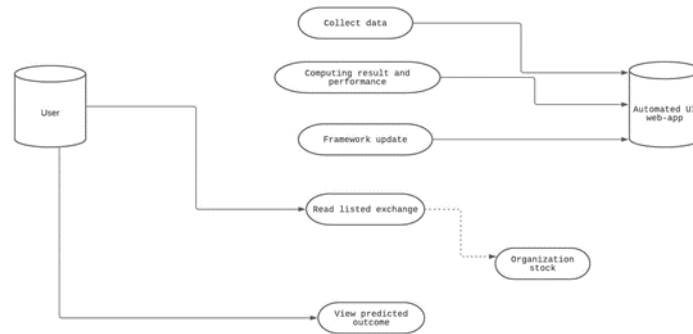 Collect data
Computing result and
performance
User
Automated UI
web-app
Framework update
Read listed exchange
Organization
stock
View predicted
outcome